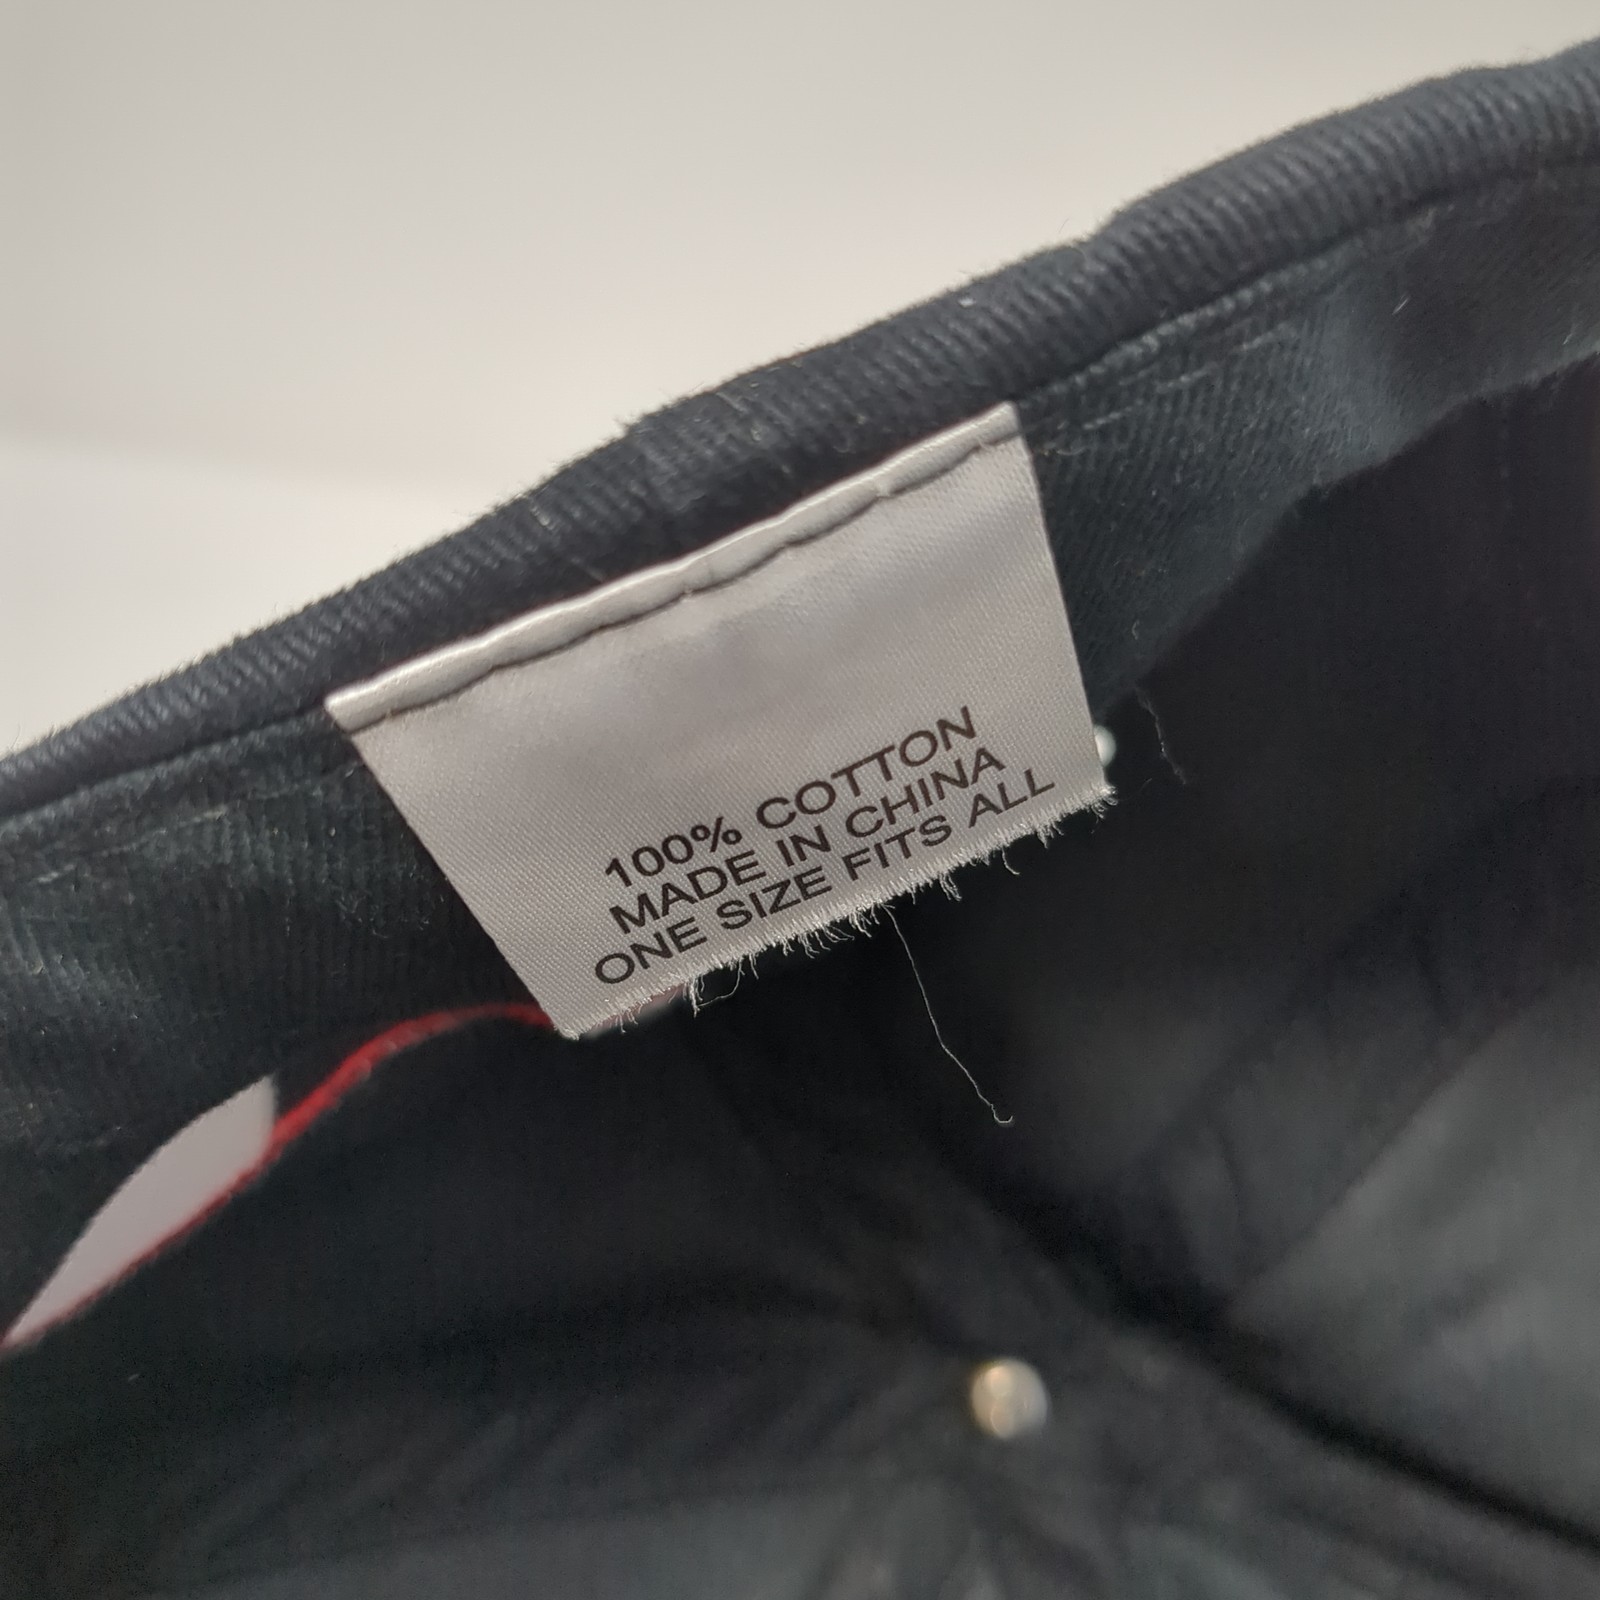 100% COTTON
MADE IN CHINA
ONE SIZE FITS ALL